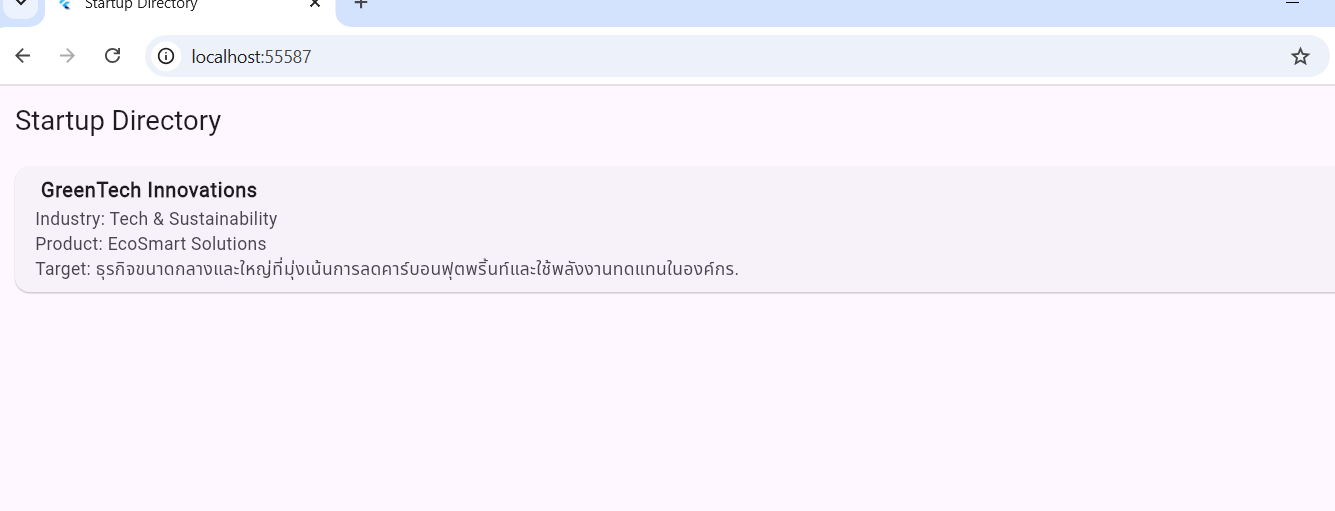 Startup Directory
localhost:55587
Startup Directory
GreenTech Innovations
Industry: Tech & Sustainability
Product: EcoSmart Solutions
Target: ธุรกิจขนาดกลางและใหญ่ที่มุ่งเน้นการลดคาร์บอนฟุตพริ้นท์และใช้พลังงานทดแทนในองค์กร.